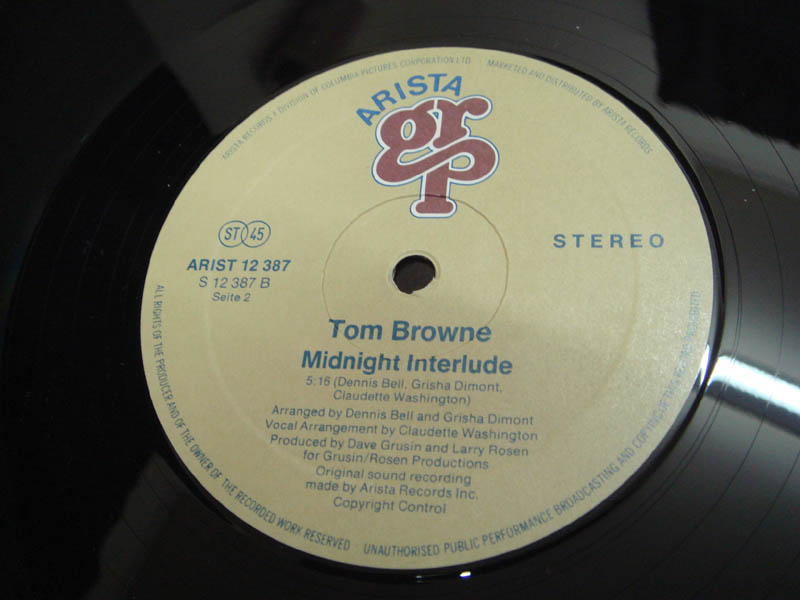 ARISTA RECORDS A DIVISION OF COLUMBIA PICTURES CORPORATION LTD MARKETED AND DISTRIBUTED BY ARISTA RECORDS
ARISTA
grp
ST 45
STEREO
ARIST 12 387
S 12 387 B
Seite 2
Tom Browne
Midnight Interlude
5:16 (Dennis Bell, Grisha Dimont,
Claudette Washington)
Arranged by Dennis Bell and Grisha Dimont
Vocal Arrangement by Claudette Washington
Produced by Dave Grusin and Larry Rosen
for Grusin/Rosen Productions
Original sound recording
made by Arista Records Inc.
Copyright Control
ALL RIGHTS OF THE PRODUCER AND OF THE OWNER OF THE RECORDED WORK RESERVED · UNAUTHORISED PUBLIC PERFORMANCE BROADCASTING AND COPYING OF THIS